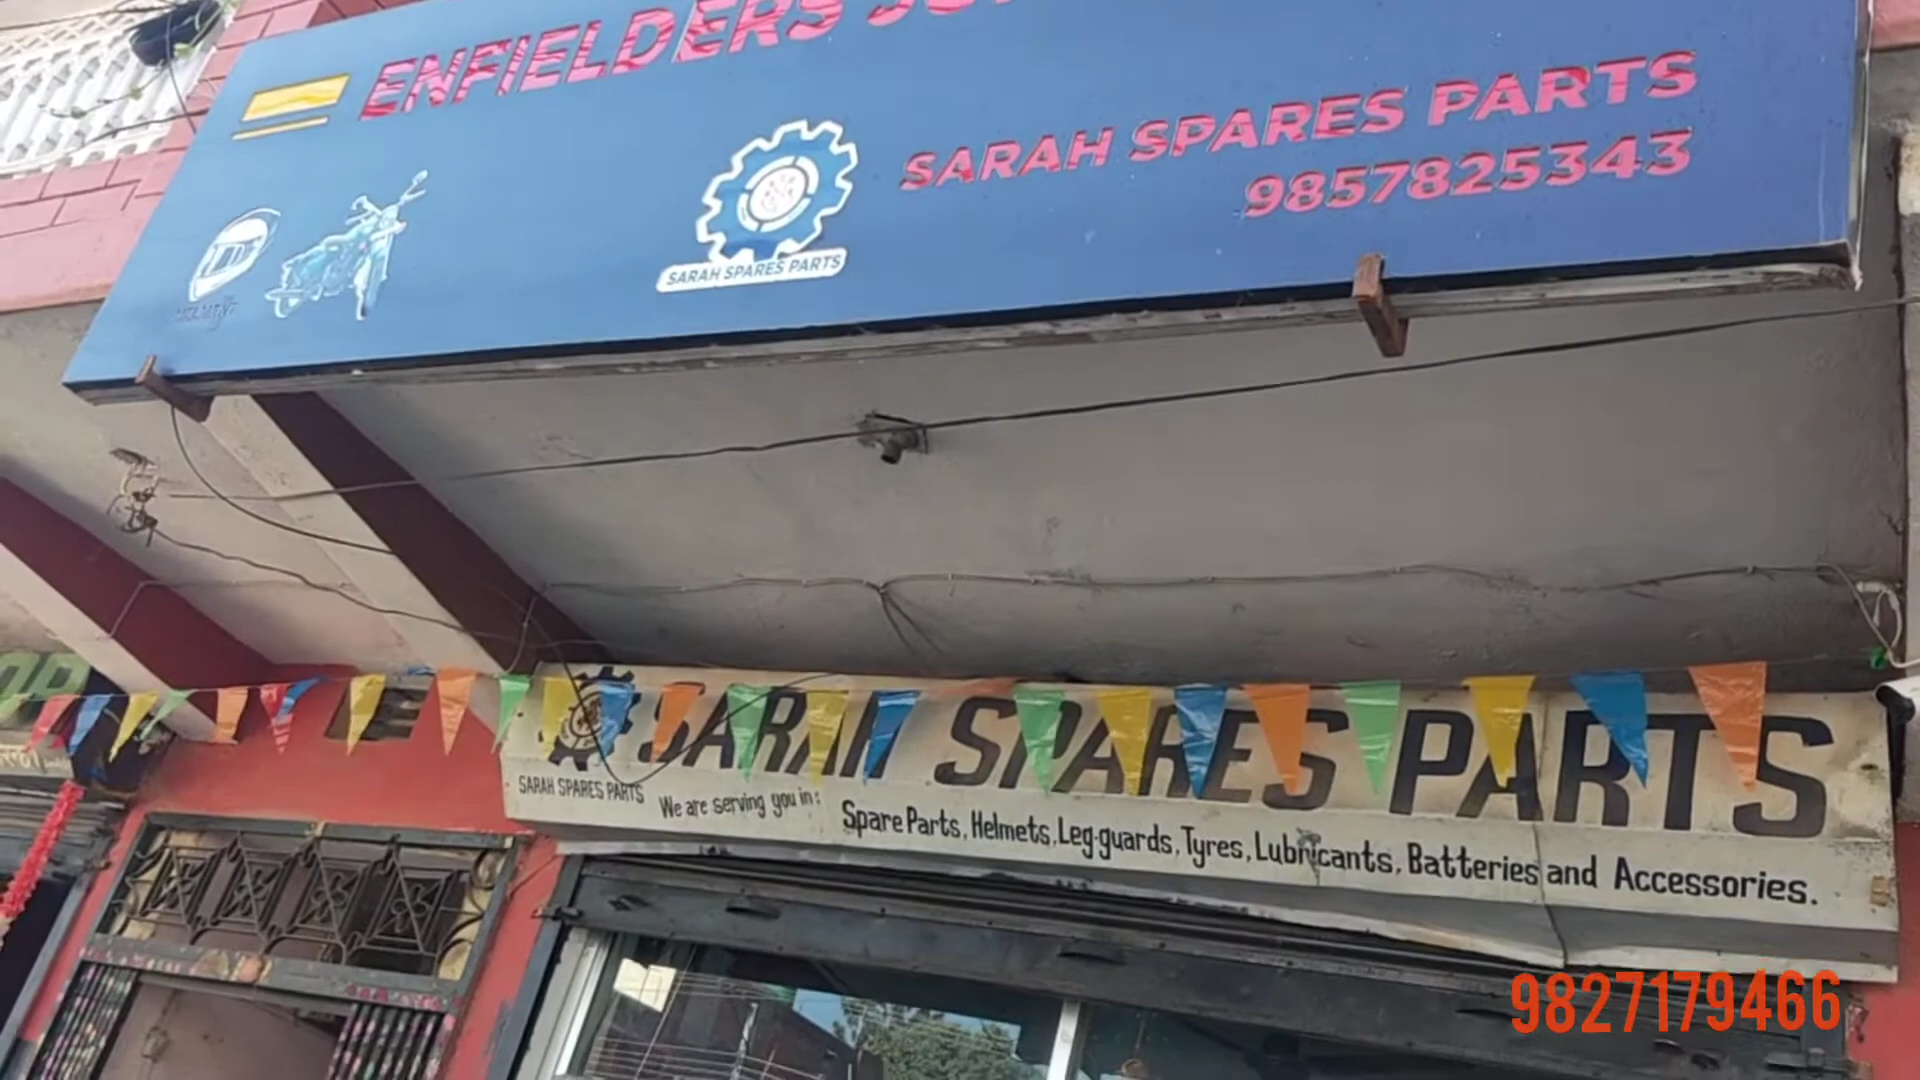 ENFIELDERS
SARAH SPARES PARTS
9857825343
SARAH SPARES PARTS
SARAH SPARES PARTS
SARAH SPARES PARTS
We are serving you in: Spare Parts, Helmets, Leg-guards, Tyres, Lubricants, Batteries and Accessories.
9827179466